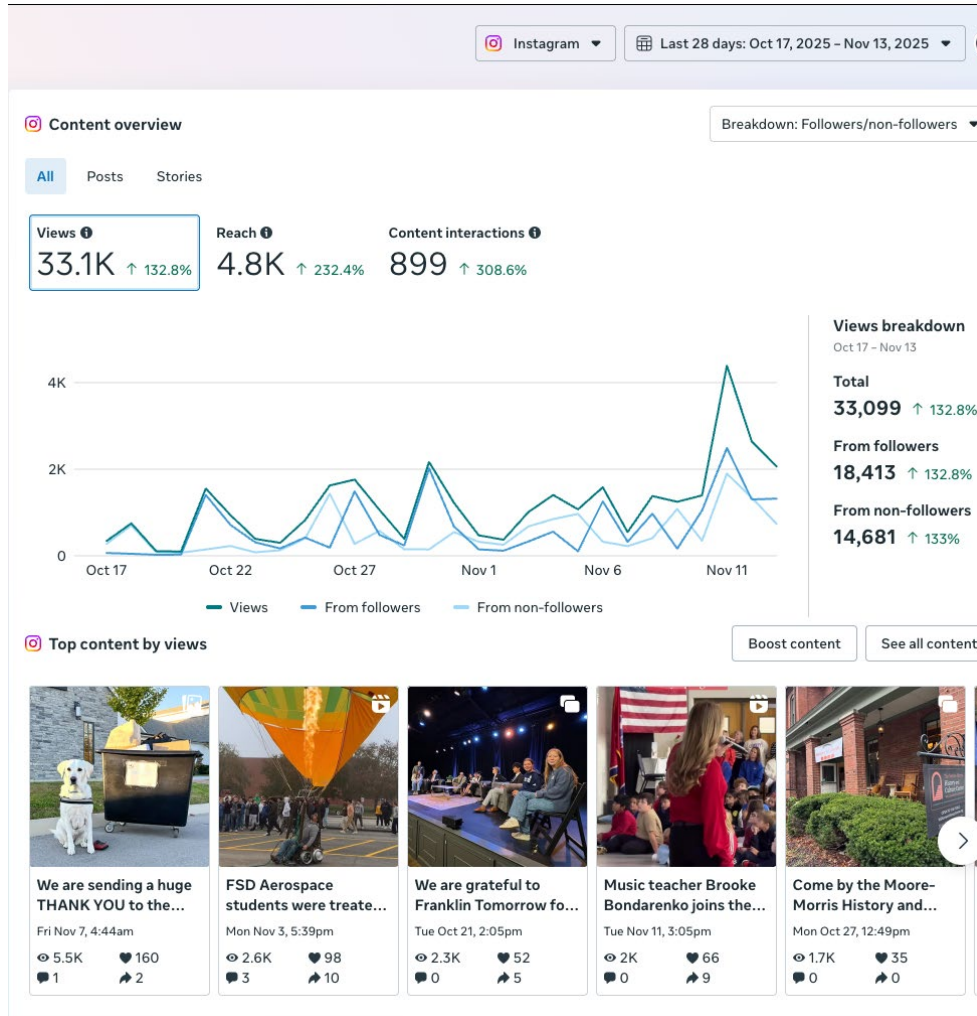 Instagram
Last 28 days: Oct 17, 2025 – Nov 13, 2025
Content overview
Breakdown: Followers/non-followers
All Posts Stories
Views Reach Content interactions
33.1K ↑ 132.8% 4.8K ↑ 232.4% 899 ↑ 308.6%
Views breakdown
Oct 17 – Nov 13
Total
33,099 ↑ 132.8%
From followers
18,413 ↑ 132.8%
From non-followers
14,681 ↑ 133%
4K
2K
0
Oct 17 Oct 22 Oct 27 Nov 1 Nov 6 Nov 11
Views From followers From non-followers
Top content by views
Boost content
See all content
We are sending a huge
THANK YOU to the...
Fri Nov 7, 4:44am
5.5K 160
1 2
FSD Aerospace
students were treate...
Mon Nov 3, 5:39pm
2.6K 98
3 10
We are grateful to
Franklin Tomorrow fo...
Tue Oct 21, 2:05pm
2.3K 52
0 5
Music teacher Brooke
Bondarenko joins the...
Tue Nov 11, 3:05pm
2K 66
0 9
Come by the Moore-
Morris History and...
Mon Oct 27, 12:49pm
1.7K 35
0 0